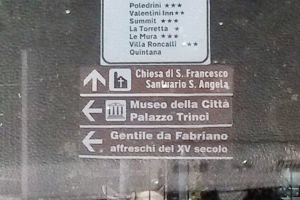 Poledrini ★★★
Valentini Inn ★★
Summit ★★★
La Torretta ★
Le Mura ★★★
Villa Roncalli ★★
Quintana
Chiesa di S. Francesco
Santuario S. Angela
Museo della Città
Palazzo Trinci
Gentile da Fabriano
affreschi del XV secolo